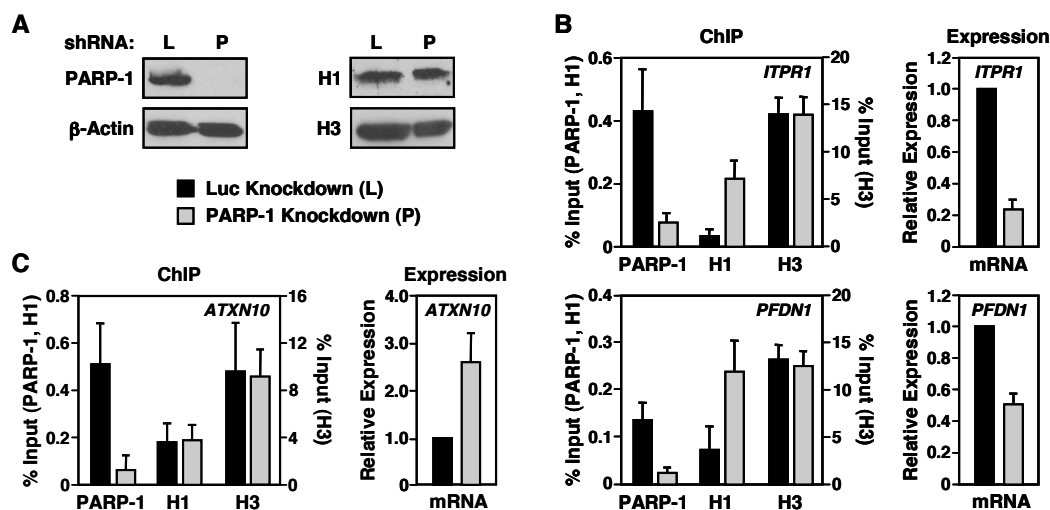 A
shRNA: L P
PARP-1
β-Actin
L P
H1
H3
Luc Knockdown (L)
PARP-1 Knockdown (P)
B
ChIP
Expression
% Input (PARP-1, H1)
0.6
0.4
0.2
0
ITPR1
20
15
10
5
0
% Input (H3)
PARP-1 H1 H3
Relative Expression
1.2
1.0
0.8
0.6
0.4
0.2
0
ITPR1
mRNA
% Input (PARP-1, H1)
0.4
0.3
0.2
0.1
0
PFDN1
20
15
10
5
0
% Input (H3)
PARP-1 H1 H3
Relative Expression
1.2
1.0
0.8
0.6
0.4
0.2
0
PFDN1
mRNA
C
ChIP
Expression
% Input (PARP-1, H1)
0.8
0.6
0.4
0.2
0
ATXN10
16
12
8
4
0
% Input (H3)
PARP-1 H1 H3
Relative Expression
4.0
3.0
2.0
1.0
0
ATXN10
mRNA